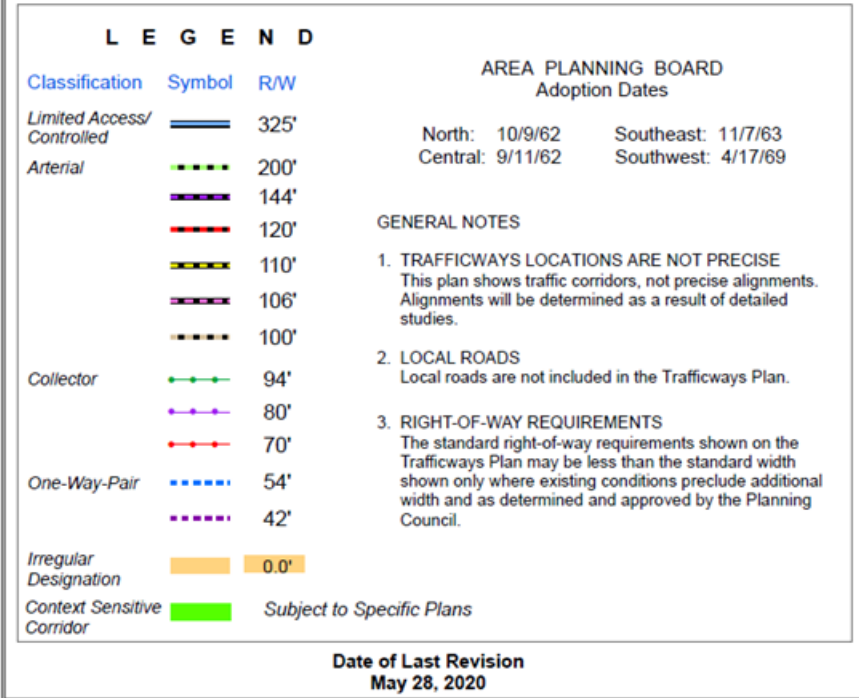 L E G E N D
Classification Symbol R/W
Limited Access/
Controlled
325'
Arterial
200'
144'
120'
110'
106'
100'
Collector
94'
80'
70'
One-Way-Pair
54'
42'
Irregular
Designation
0.0'
Context Sensitive
Corridor
Subject to Specific Plans
AREA PLANNING BOARD
Adoption Dates
North: 10/9/62 Southeast: 11/7/63
Central: 9/11/62 Southwest: 4/17/69
GENERAL NOTES
1. TRAFFICWAYS LOCATIONS ARE NOT PRECISE
This plan shows traffic corridors, not precise alignments.
Alignments will be determined as a result of detailed
studies.
2. LOCAL ROADS
Local roads are not included in the Trafficways Plan.
3. RIGHT-OF-WAY REQUIREMENTS
The standard right-of-way requirements shown on the
Trafficways Plan may be less than the standard width
shown only where existing conditions preclude additional
width and as determined and approved by the Planning
Council.
Date of Last Revision
May 28, 2020